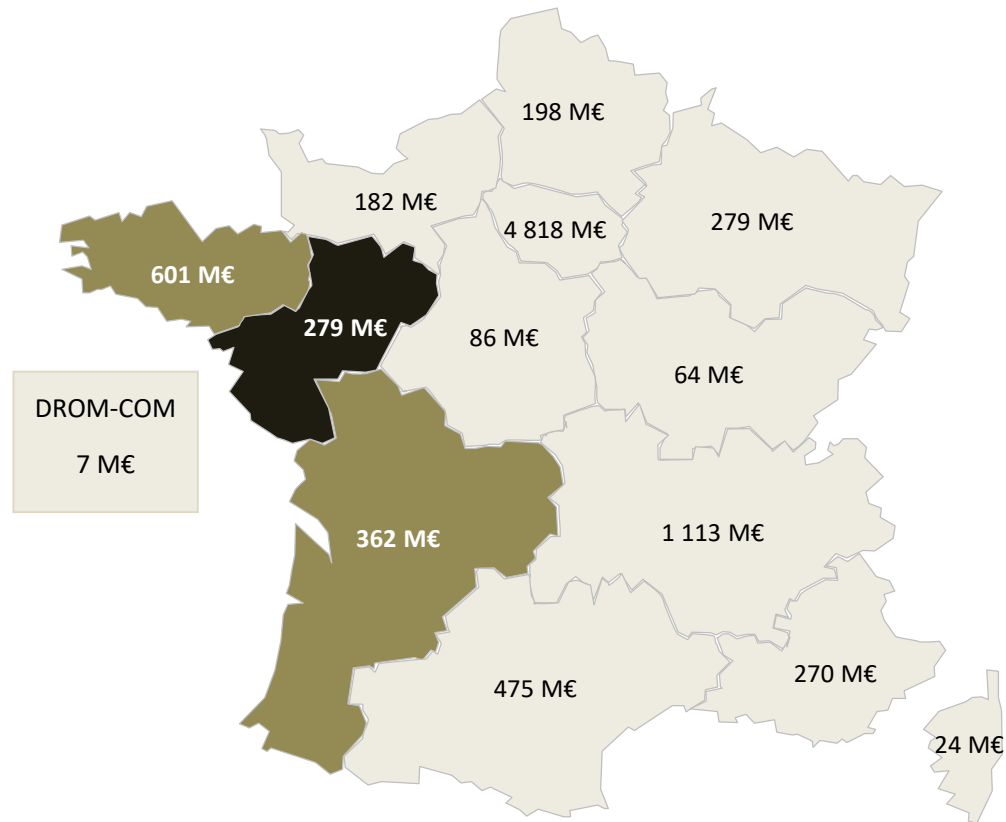 198 M€
182 M€
4 818 M€
279 M€
601 M€
279 M€
86 M€
64 M€
DROM-COM
7 M€
362 M€
1 113 M€
475 M€
270 M€
24 M€